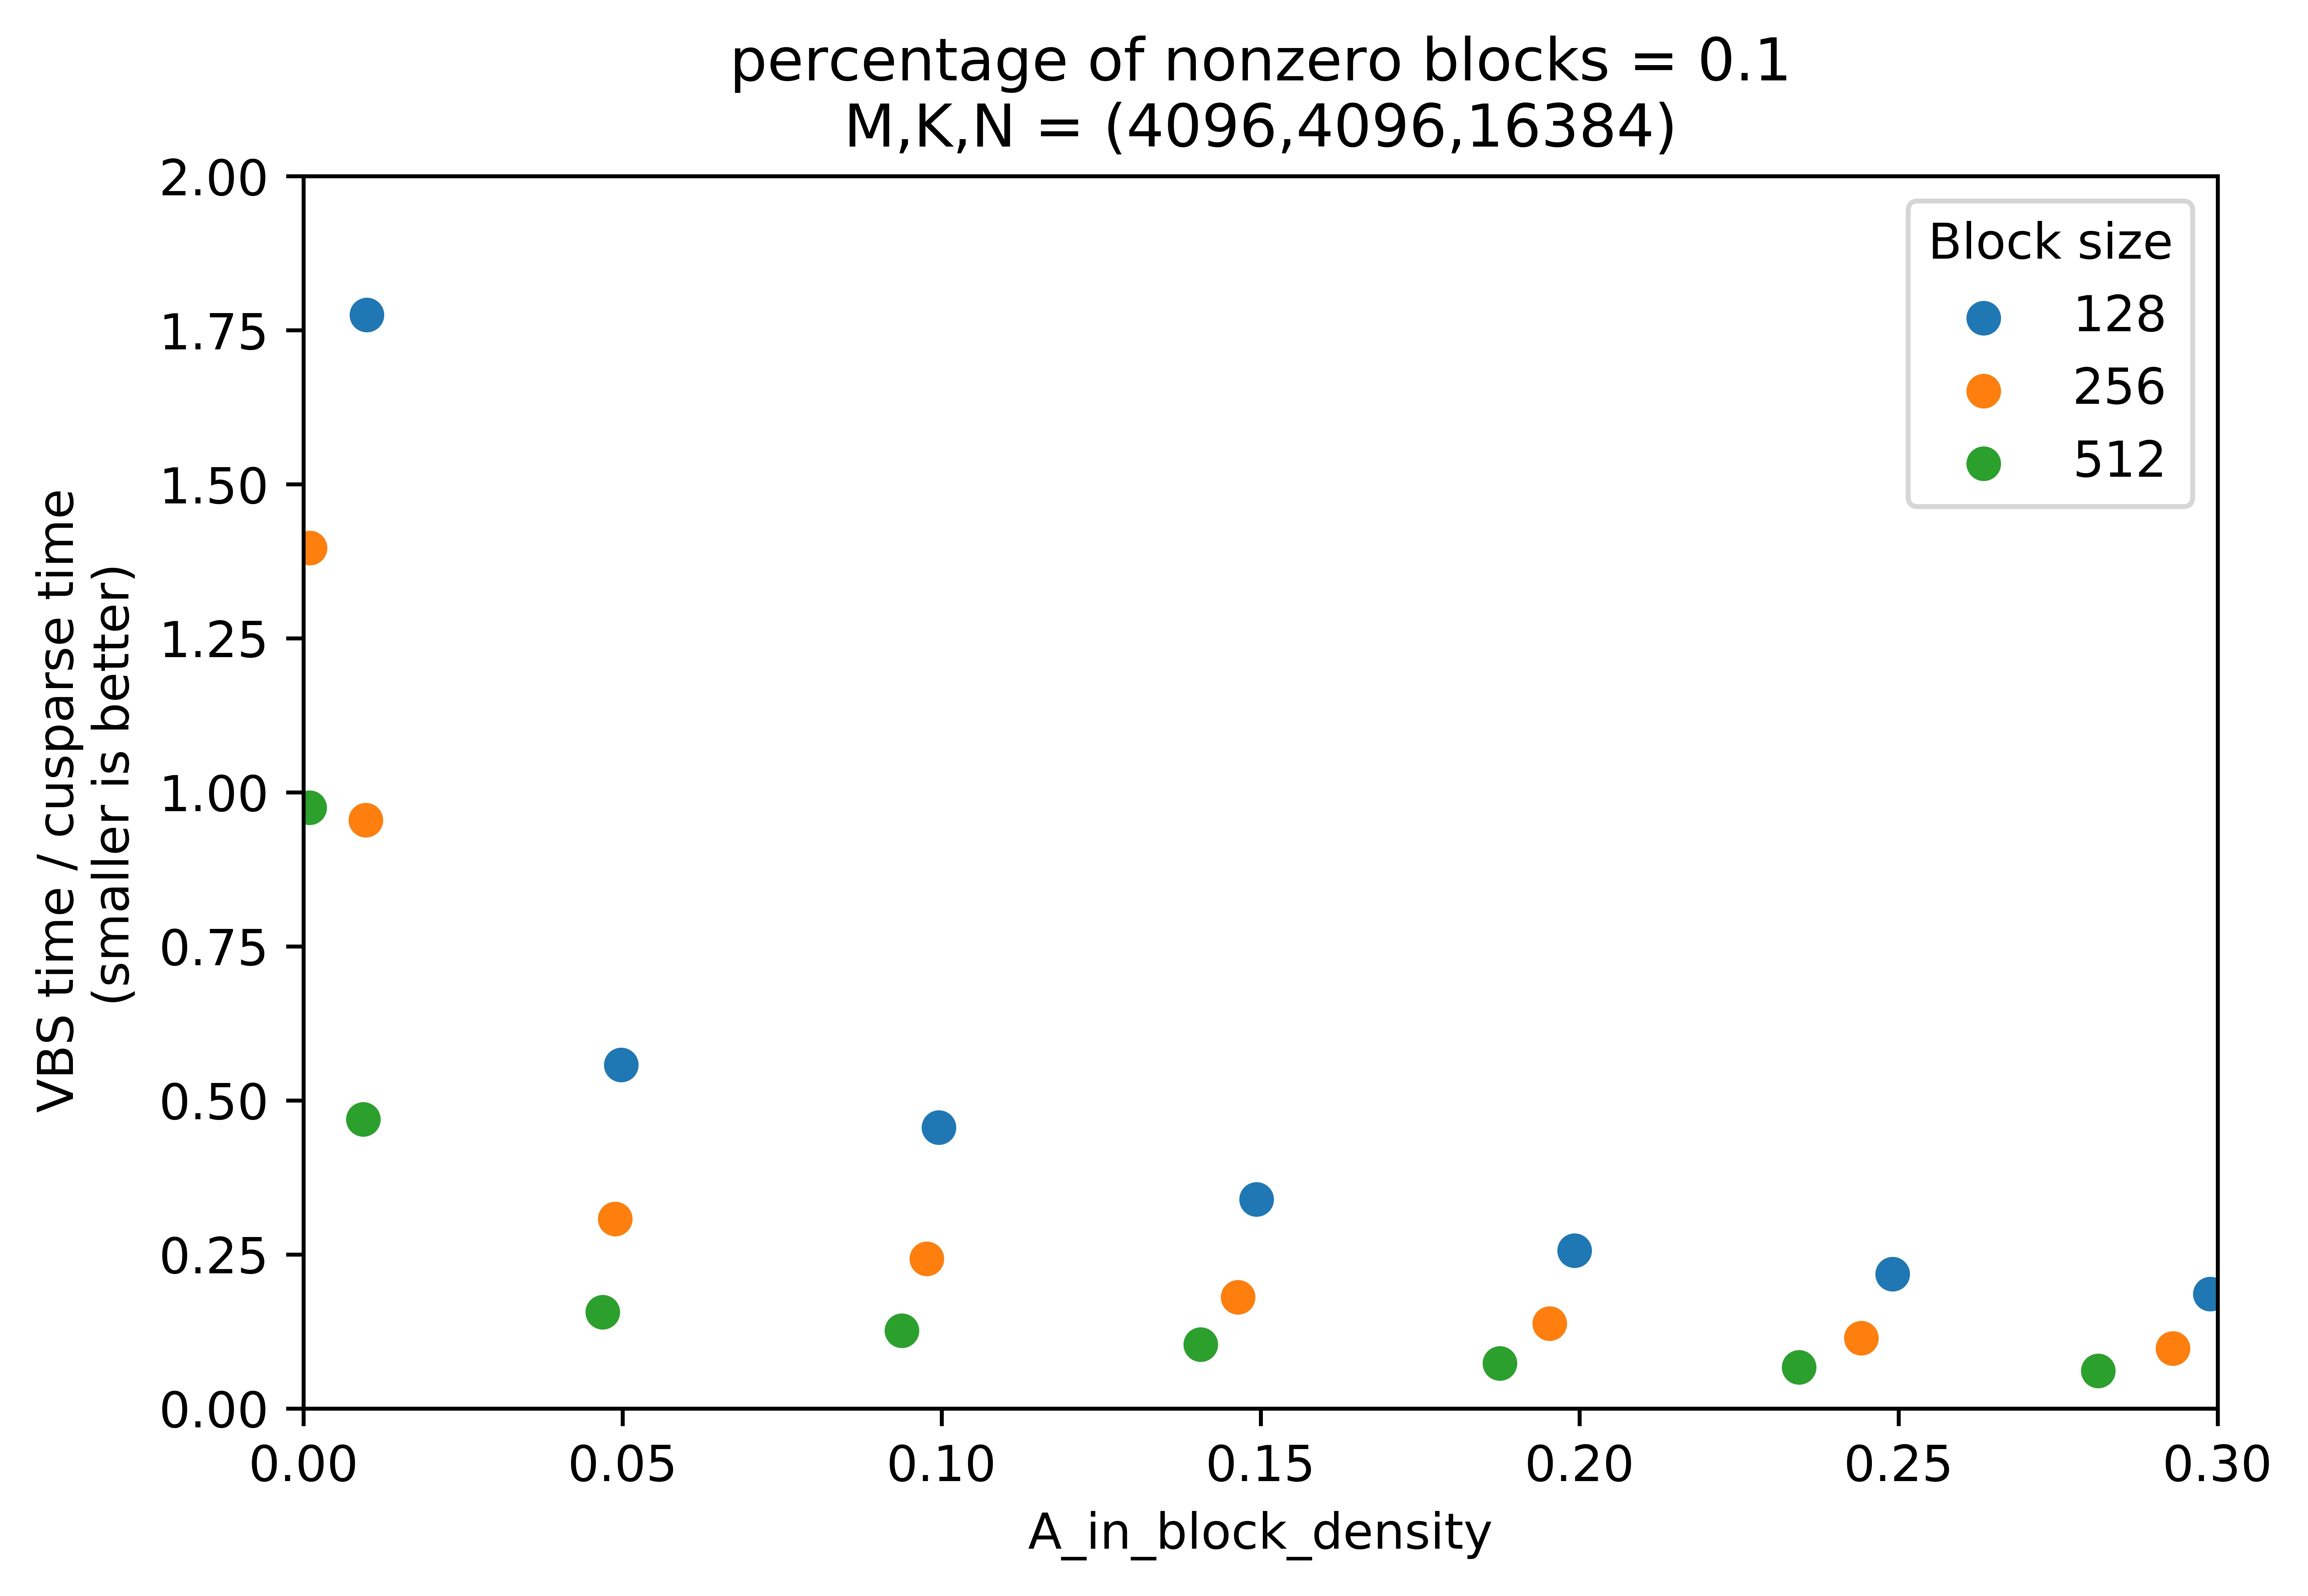 percentage of nonzero blocks = 0.1
M,K,N = (4096,4096,16384)
VBS time / cusparse time
(smaller is better)
2.00
1.75
1.50
1.25
1.00
0.75
0.50
0.25
0.00
Block size
128
256
512
0.00 0.05 0.10 0.15 0.20 0.25 0.30
A_in_block_density